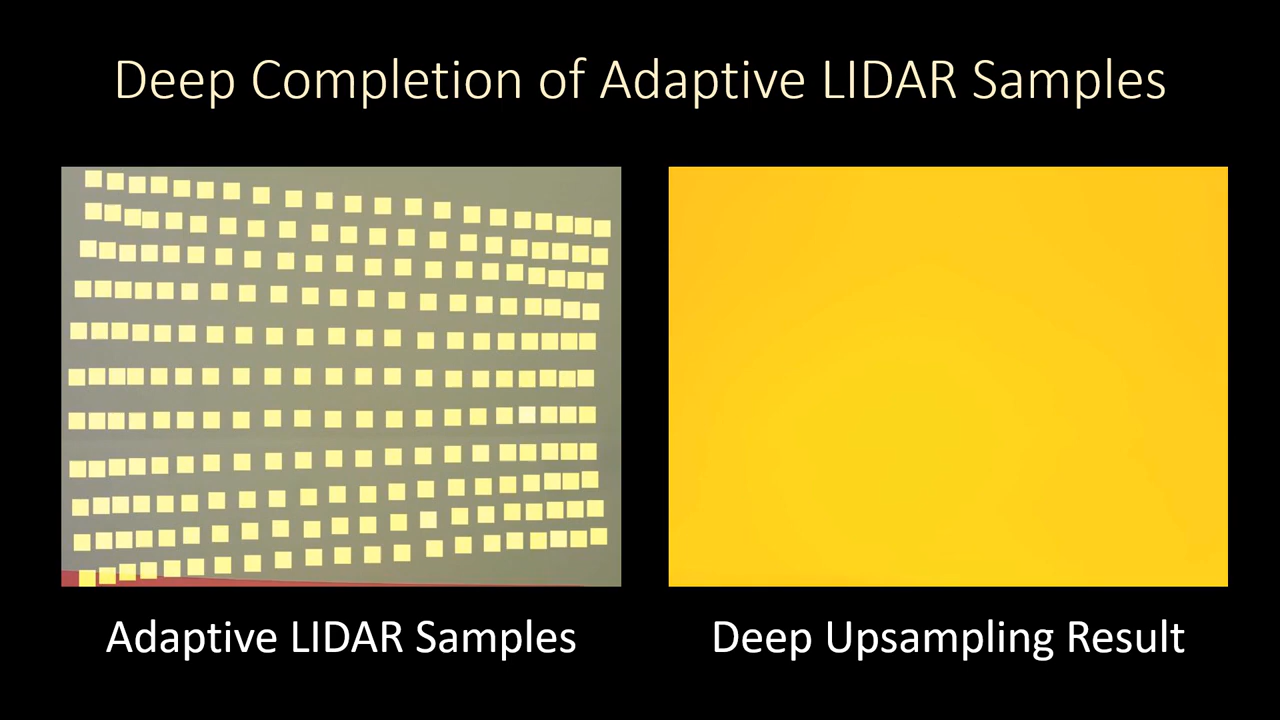 Deep Completion of Adaptive LIDAR Samples
Adaptive LIDAR Samples
Deep Upsampling Result